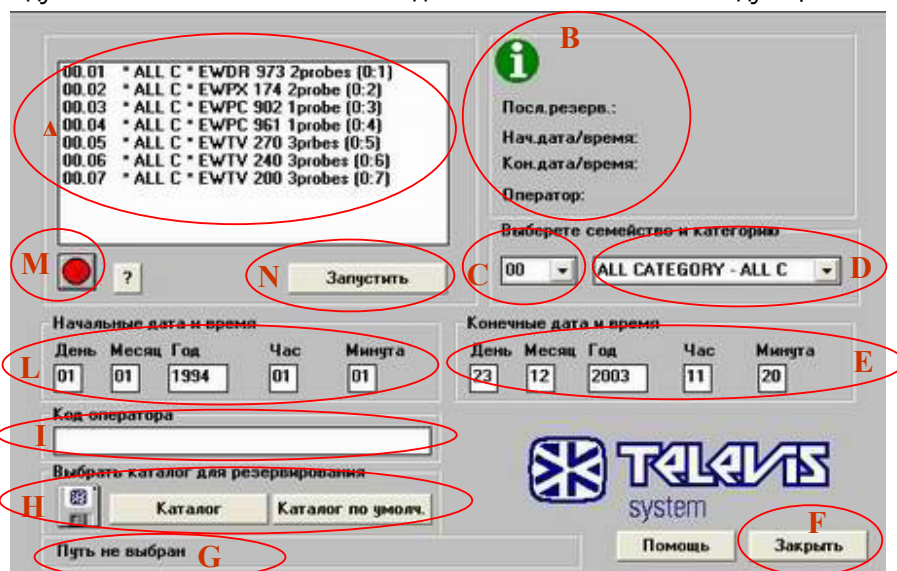 B
00.01 * ALL C * EWDR 973 2probes (0:1)
00.02 * ALL C * EWPX 174 2probe (0:2)
00.03 * ALL C * EWPC 902 1probe (0:3)
00.04 * ALL C * EWPC 961 1probe (0:4)
00.05 * ALL C * EWTV 270 3prbes (0:5)
00.06 * ALL C * EWTV 240 3probes (0:6)
00.07 * ALL C * EWTV 200 3probes (0:7)
A
Посл.резерв.:
Нач.дата/время:
Кон.дата/время:
Оператор:
Выберете семейство и категорию
M ? N Запустить C 00 ALL CATEGORY - ALL C D
Начальные дата и время Конечные дата и время
День Месяц Год Час Минута День Месяц Год Час Минута
L 01 01 1994 01 01 23 12 2003 11 20 E
Код оператора
I
Выбрать каталог для резервирования
H Каталог Каталог по умолч.
TELEVIS
system
F
Путь не выбран G Помощь Закрыть